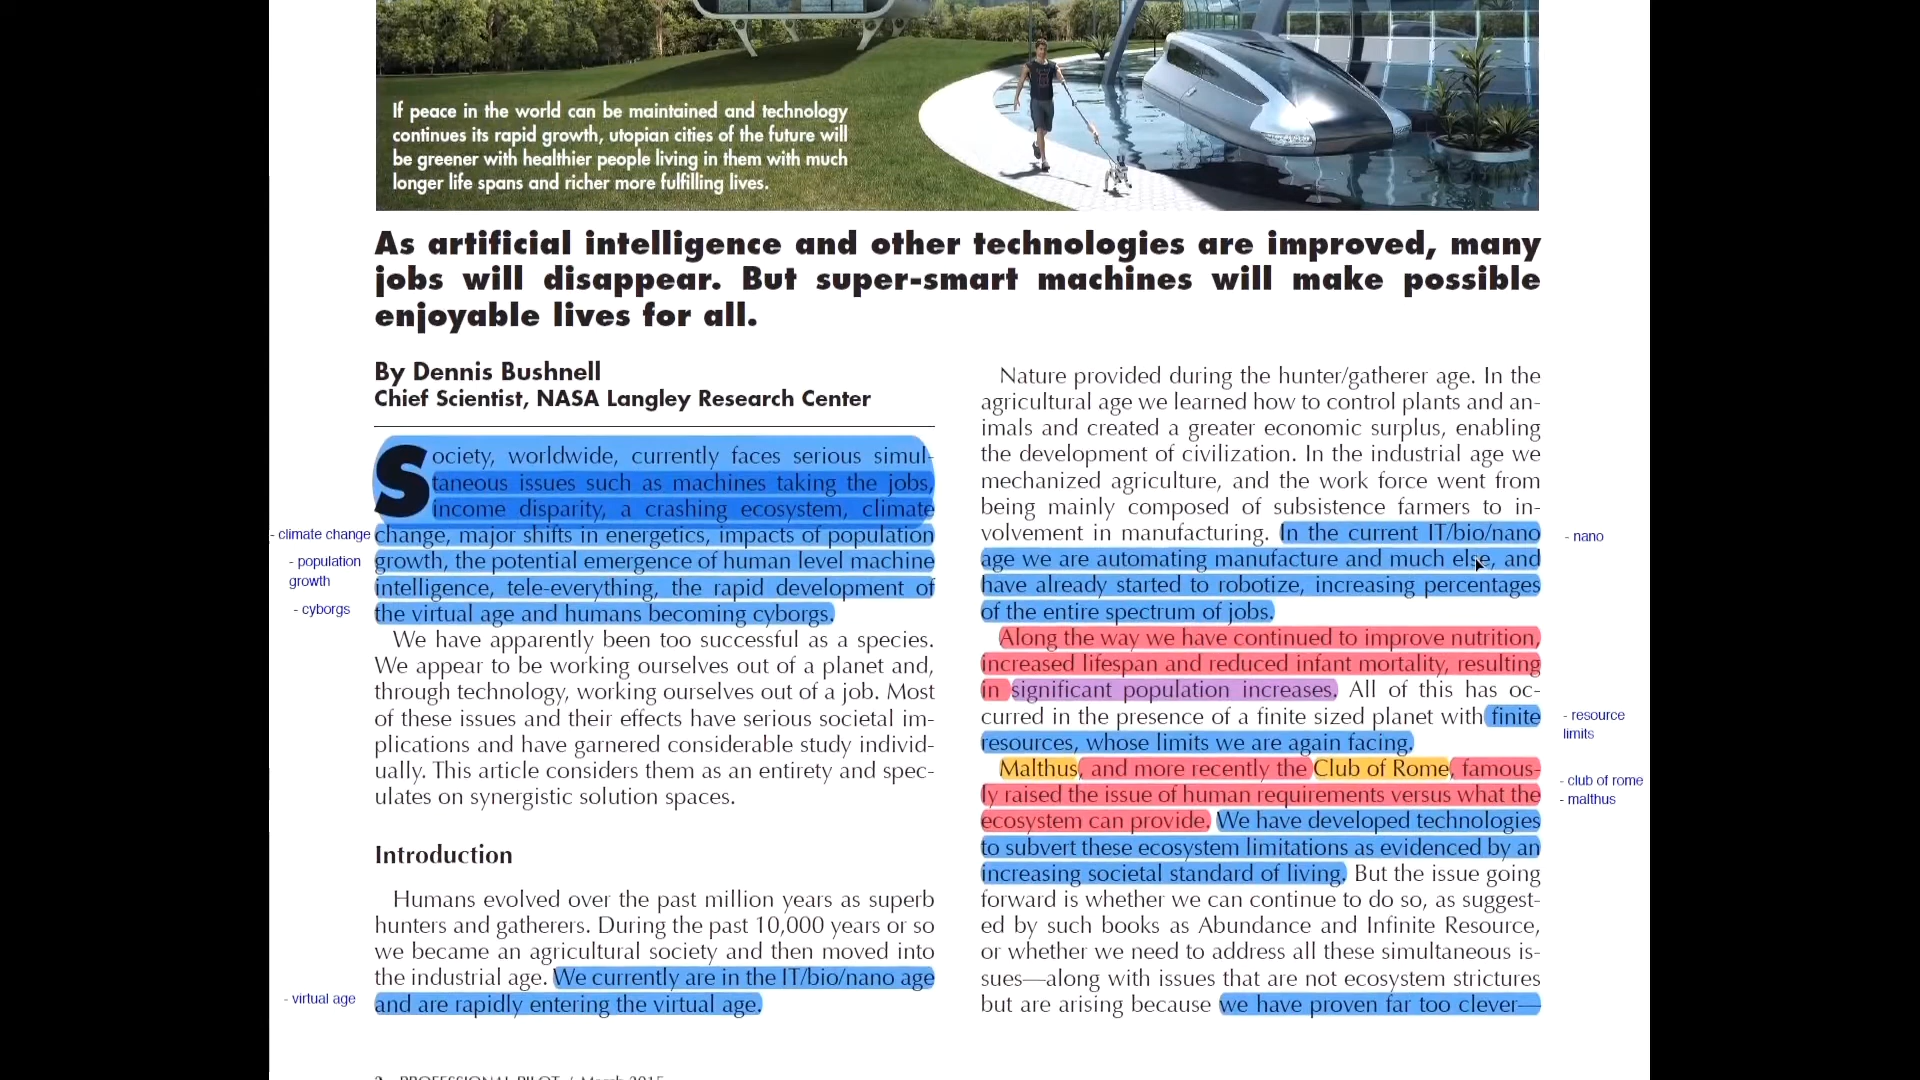 If peace in the world can be maintained and technology
continues its rapid growth, utopian cities of the future will
be greener with healthier people living in them with much
longer life spans and richer more fulfilling lives.
As artificial intelligence and other technologies are improved, many
jobs will disappear. But super-smart machines will make possible
enjoyable lives for all.
By Dennis Bushnell
Chief Scientist, NASA Langley Research Center
Society, worldwide, currently faces serious simul-
taneous issues such as machines taking the jobs,
income disparity, a crashing ecosystem, climate
change, major shifts in energetics, impacts of population
growth, the potential emergence of human level machine
intelligence, tele-everything, the rapid development of
the virtual age and humans becoming cyborgs.
We have apparently been too successful as a species.
We appear to be working ourselves out of a planet and,
through technology, working ourselves out of a job. Most
of these issues and their effects have serious societal im-
plications and have garnered considerable study individ-
ually. This article considers them as an entirety and spec-
ulates on synergistic solution spaces.
Introduction
Humans evolved over the past million years as superb
hunters and gatherers. During the past 10,000 years or so
we became an agricultural society and then moved into
the industrial age. We currently are in the IT/bio/nano age
and are rapidly entering the virtual age.
- climate change
- population
growth
- cyborgs
- virtual age
Nature provided during the hunter/gatherer age. In the
agricultural age we learned how to control plants and an-
imals and created a greater economic surplus, enabling
the development of civilization. In the industrial age we
mechanized agriculture, and the work force went from
being mainly composed of subsistence farmers to in-
volvement in manufacturing. In the current IT/bio/nano
age we are automating manufacture and much else, and
have already started to robotize, increasing percentages
of the entire spectrum of jobs.
Along the way we have continued to improve nutrition,
increased lifespan and reduced infant mortality, resulting
in significant population increases. All of this has oc-
curred in the presence of a finite sized planet with finite
resources, whose limits we are again facing.
Malthus, and more recently the Club of Rome, famous-
ly raised the issue of human requirements versus what the
ecosystem can provide. We have developed technologies
to subvert these ecosystem limitations as evidenced by an
increasing societal standard of living. But the issue going
forward is whether we can continue to do so, as suggest-
ed by such books as Abundance and Infinite Resource,
or whether we need to address all these simultaneous is-
sues—along with issues that are not ecosystem strictures
but are arising because we have proven far too clever—
- nano
- resource
limits
- club of rome
- malthus
2 PROFESSIONAL PILOT / March 2015